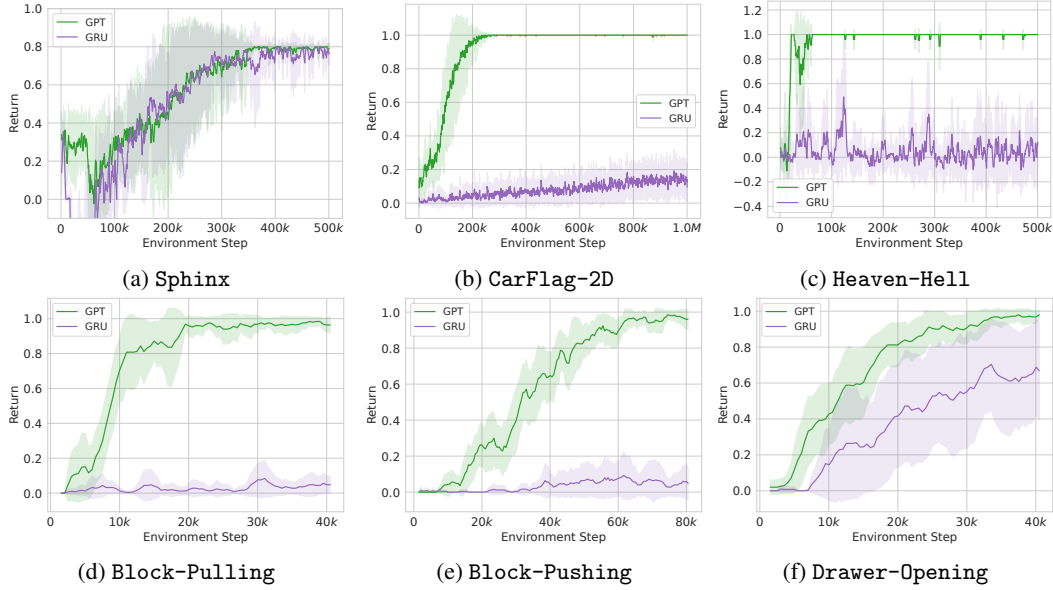 GPT
GRU
Return
1.0
0.8
0.6
0.4
0.2
0.0
0
100k
200k
300k
400k
500k
Environment Step
(a) Sphinx
GPT
GRU
Return
1.0
0.8
0.6
0.4
0.2
0.0
0
200k
400k
600k
800k
1.0M
Environment Step
(b) CarFlag-2D
GPT
GRU
Return
1.0
0.8
0.6
0.4
0.2
0.0
−0.2
−0.4
0
100k
200k
300k
400k
500k
Environment Step
(c) Heaven-Hell
GPT
GRU
Return
1.0
0.8
0.6
0.4
0.2
0.0
10k
20k
30k
40k
Environment Step
(d) Block-Pulling
GPT
GRU
Return
1.0
0.8
0.6
0.4
0.2
0.0
20k
40k
60k
80k
Environment Step
(e) Block-Pushing
GPT
GRU
Return
1.0
0.8
0.6
0.4
0.2
0.0
0
10k
20k
30k
40k
Environment Step
(f) Drawer-Opening